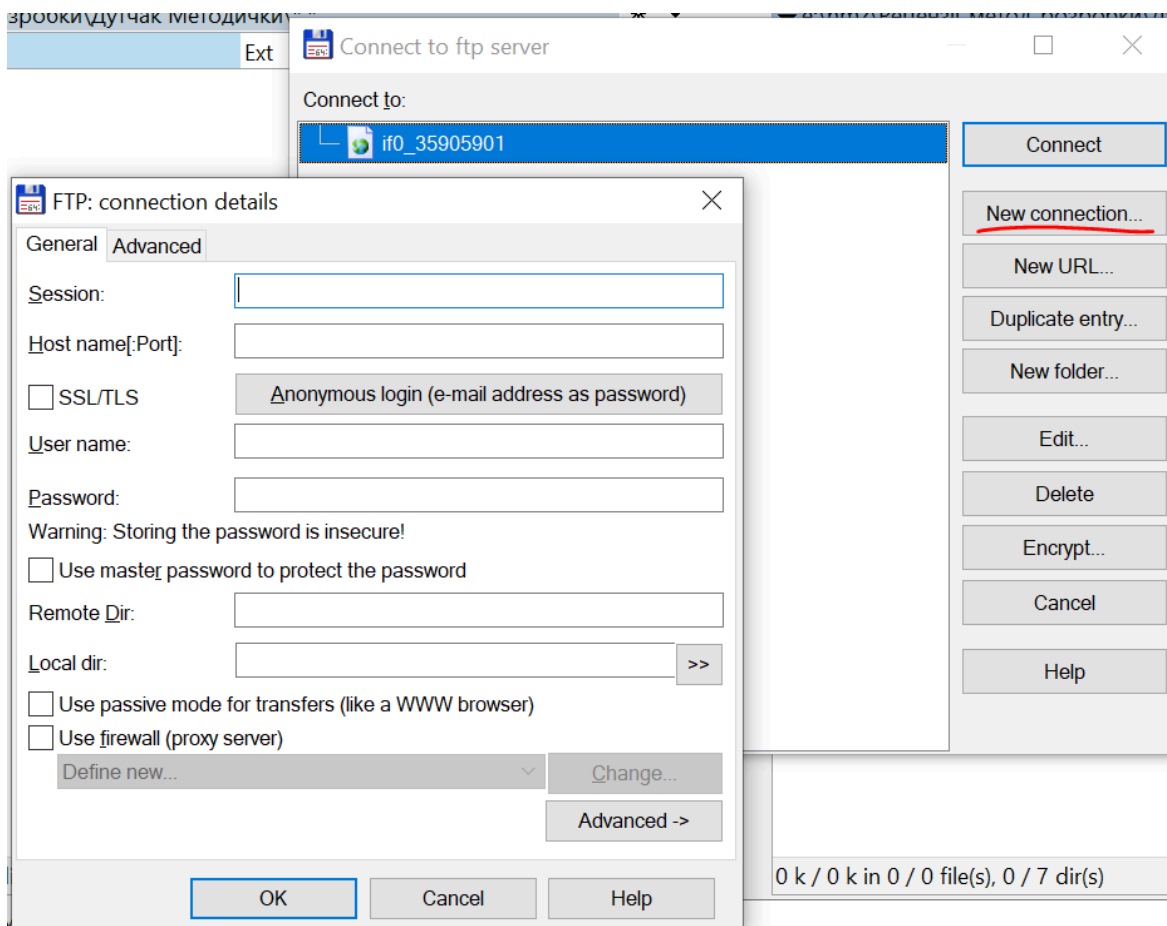 зробки\Дутчак Методички\
Ext
Connect to ftp server
Connect to:
if0_35905901
Connect
New connection...
New URL...
Duplicate entry...
New folder...
Edit...
Delete
Encrypt...
Cancel
Help
FTP: connection details
General Advanced
Session:
Host name[:Port]:
SSL/TLS Anonymous login (e-mail address as password)
User name:
Password:
Warning: Storing the password is insecure!
Use master password to protect the password
Remote Dir:
Local dir: >>
Use passive mode for transfers (like a WWW browser)
Use firewall (proxy server)
Define new... Change...
Advanced ->
OK Cancel Help
0 k / 0 k in 0 / 0 file(s), 0 / 7 dir(s)